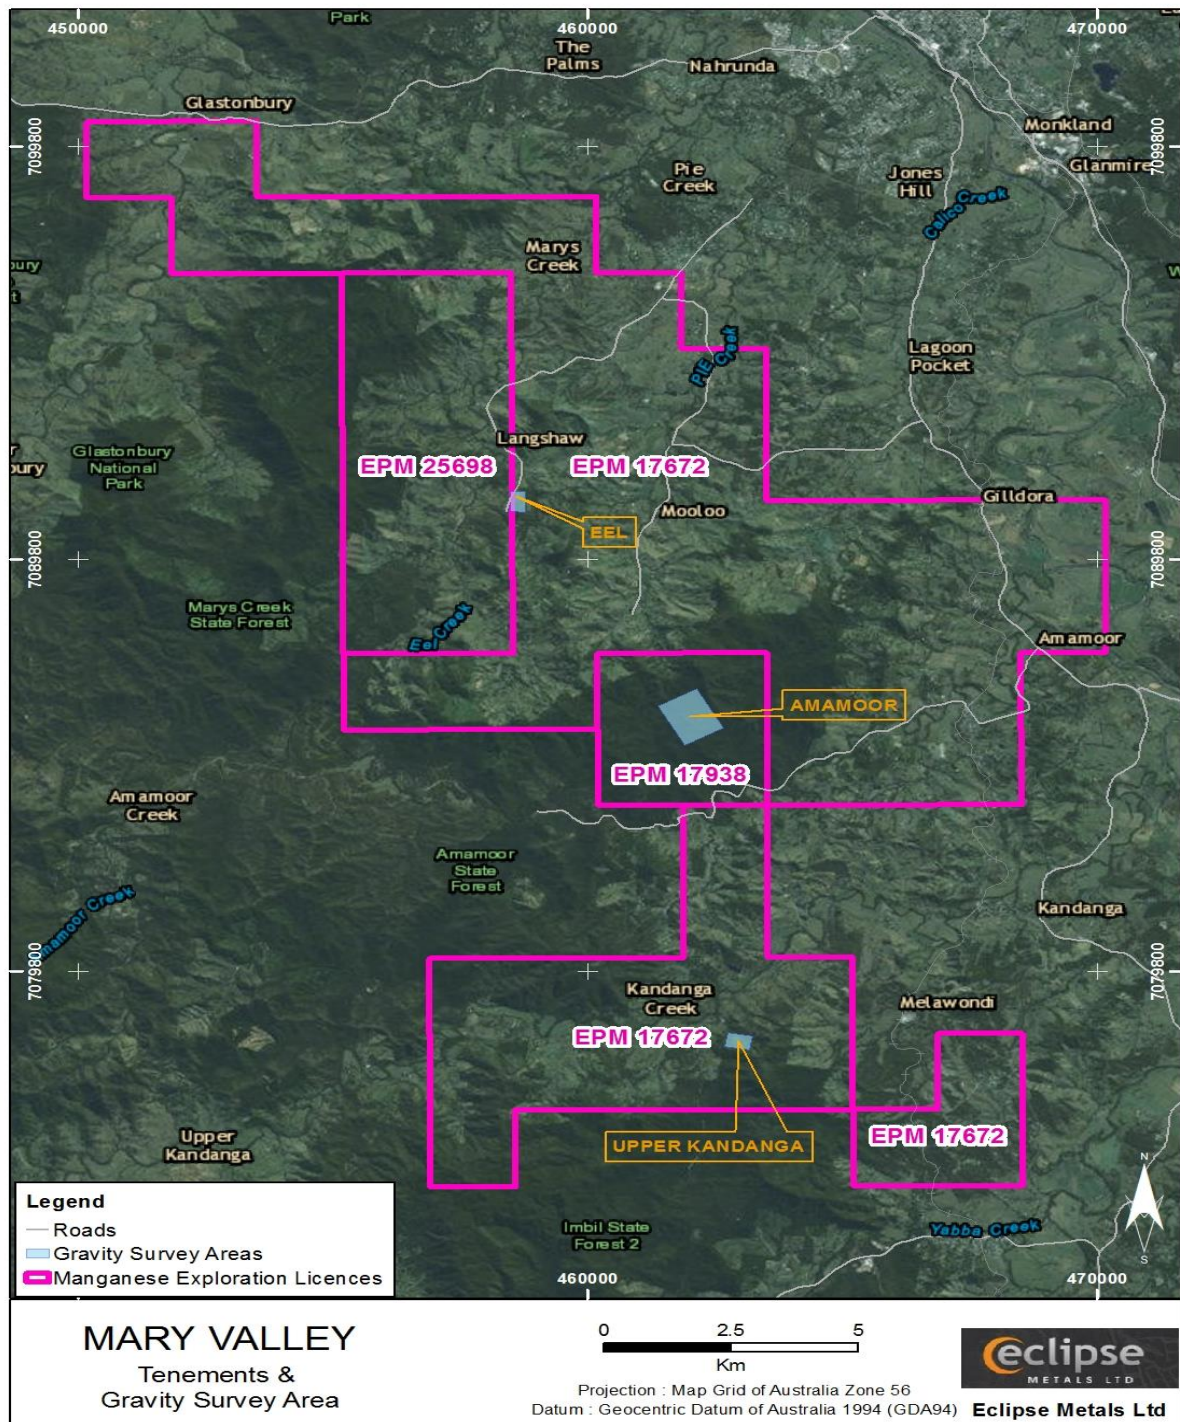 Park
450000
460000
470000
The
Palms
Nahrunda
Glastonbury
Monkland
7099800
7099800
Glanmire
Pie
Creek
Jones
Hill
Calico Creek
Marys
Creek
bury
t
W
PIE Creek
Lagoon
Pocket
Langshaw
r
bury
Glastonbury
National
Park
EPM 25698
EPM 17672
Gilldora
Mooloo
EEL
7089800
7089800
Marys Creek
State Forest
Eel Creek
Amamoor
AMAMOOR
EPM 17938
Amamoor
Creek
Amamoor
State
Forest
mamoor Creek
Kandanga
7079800
7079800
Kandanga
Creek
Melawondi
EPM 17672
UPPER KANDANGA
EPM 17672
Upper
Kandanga
N
S
Imbil State
Forest 2
Yabba Creek
Legend
Roads
Gravity Survey Areas
Manganese Exploration Licences
460000
470000
MARY VALLEY
Tenements &
Gravity Survey Area
0 2.5 5
Km
Projection : Map Grid of Australia Zone 56
Datum : Geocentric Datum of Australia 1994 (GDA94)
eclipse
METALS LTD
Eclipse Metals Ltd